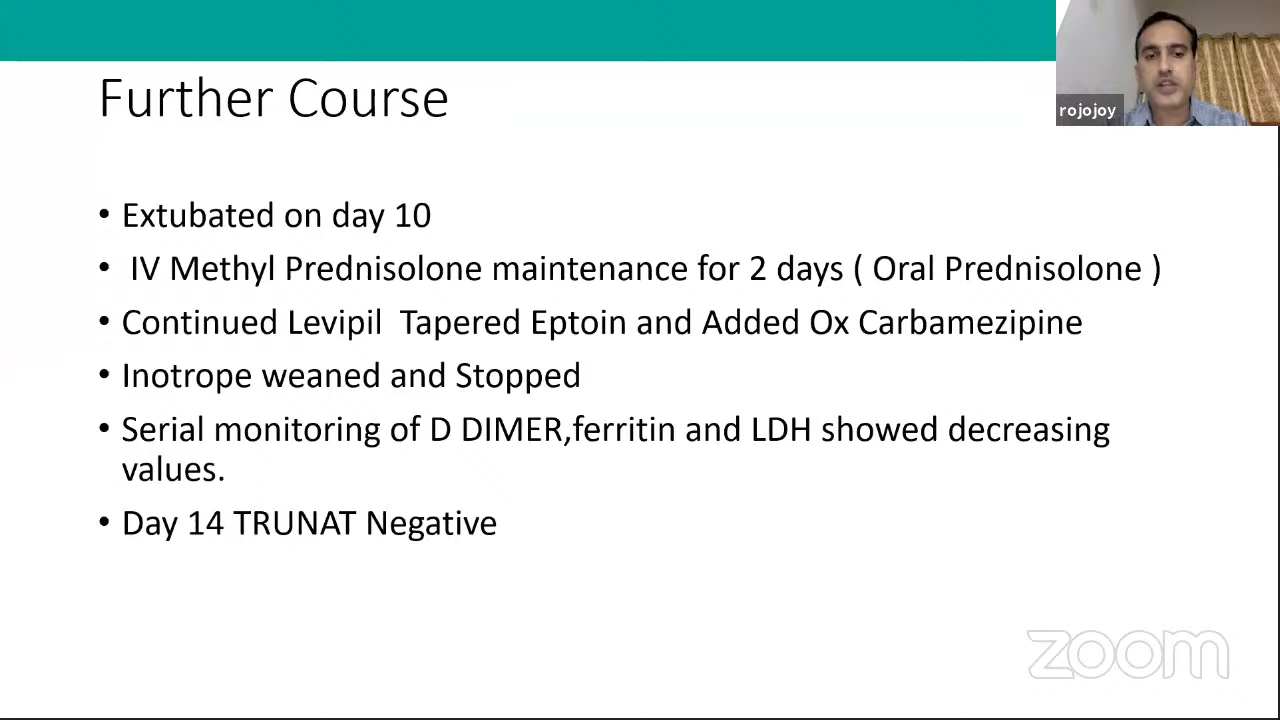 rojojoy
Further Course
• Extubated on day 10
• IV Methyl Prednisolone maintenance for 2 days ( Oral Prednisolone )
• Continued Levipil Tapered Eptoin and Added Ox Carbamezipine
• Inotrope weaned and Stopped
• Serial monitoring of D DIMER,ferritin and LDH showed decreasing
values.
• Day 14 TRUNAT Negative
zoom